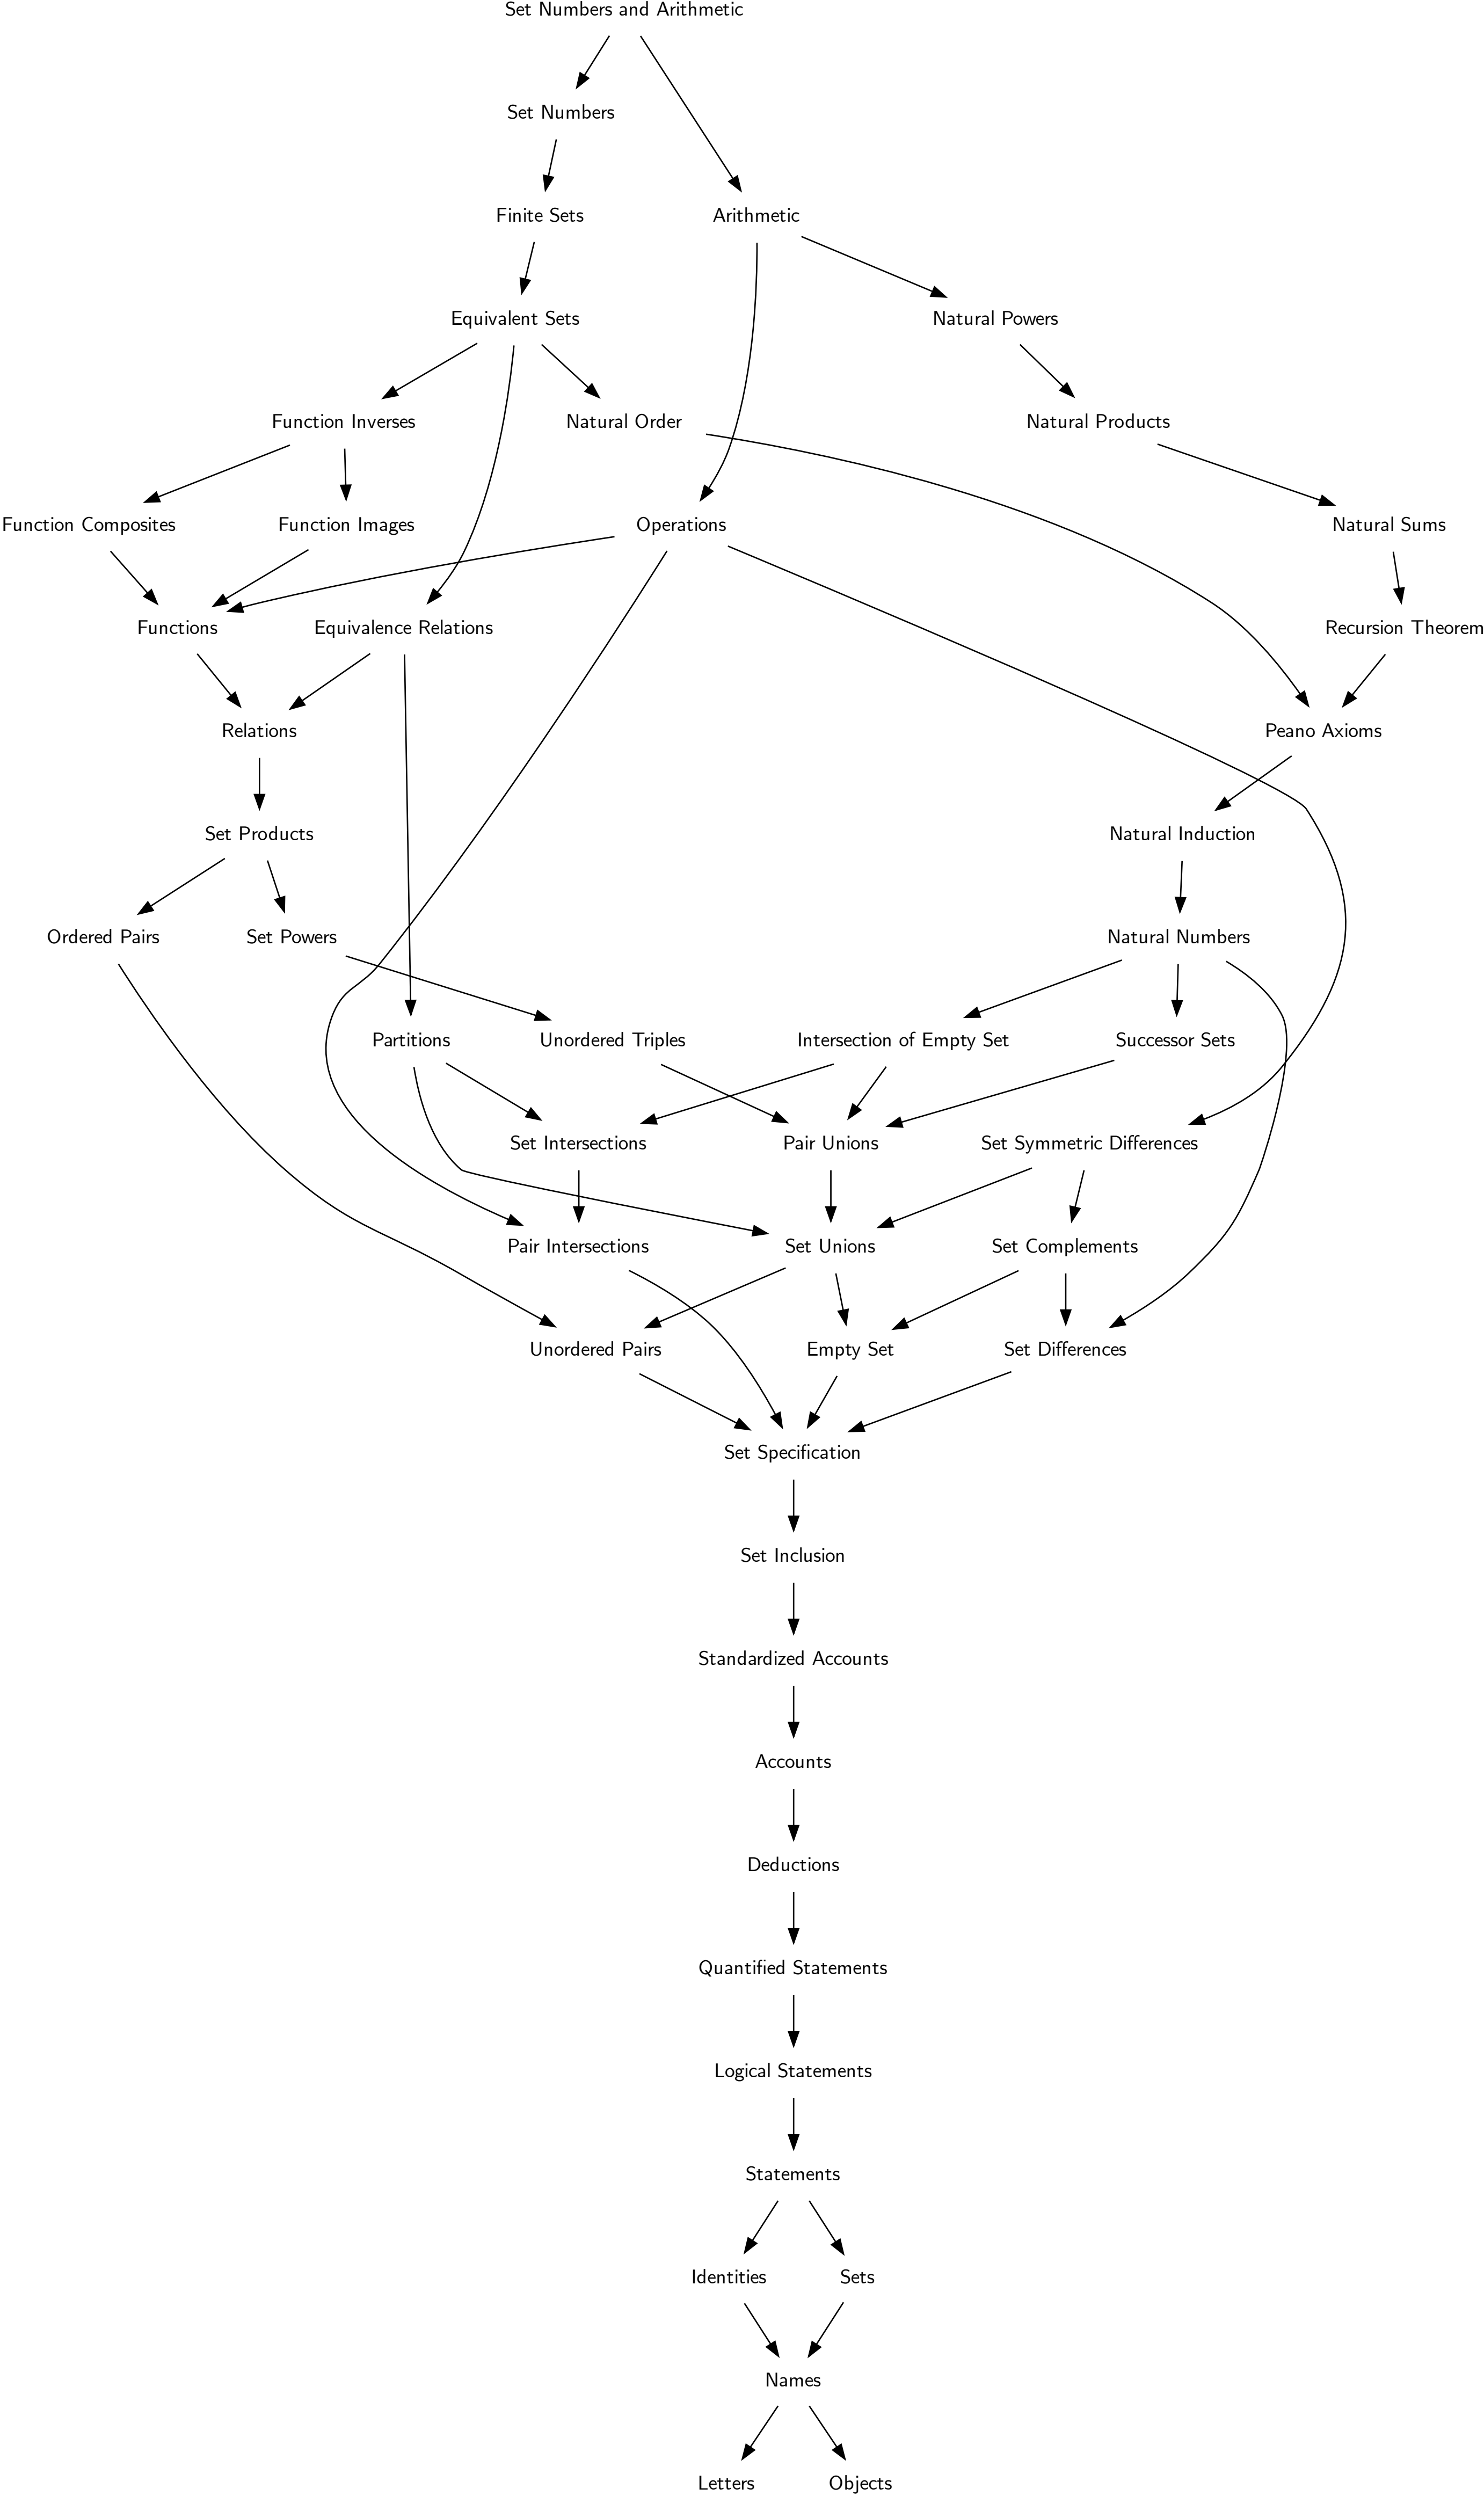 Set Numbers and Arithmetic
Set Numbers
Finite Sets
Arithmetic
Equivalent Sets
Natural Powers
Function Inverses
Natural Order
Natural Products
Function Composites
Function Images
Operations
Natural Sums
Functions
Equivalence Relations
Recursion Theorem
Relations
Peano Axioms
Set Products
Natural Induction
Ordered Pairs
Set Powers
Natural Numbers
Partitions
Unordered Triples
Intersection of Empty Set
Successor Sets
Set Intersections
Pair Unions
Set Symmetric Differences
Pair Intersections
Set Unions
Set Complements
Unordered Pairs
Empty Set
Set Differences
Set Specification
Set Inclusion
Standardized Accounts
Accounts
Deductions
Quantified Statements
Logical Statements
Statements
Identities
Sets
Names
Letters
Objects